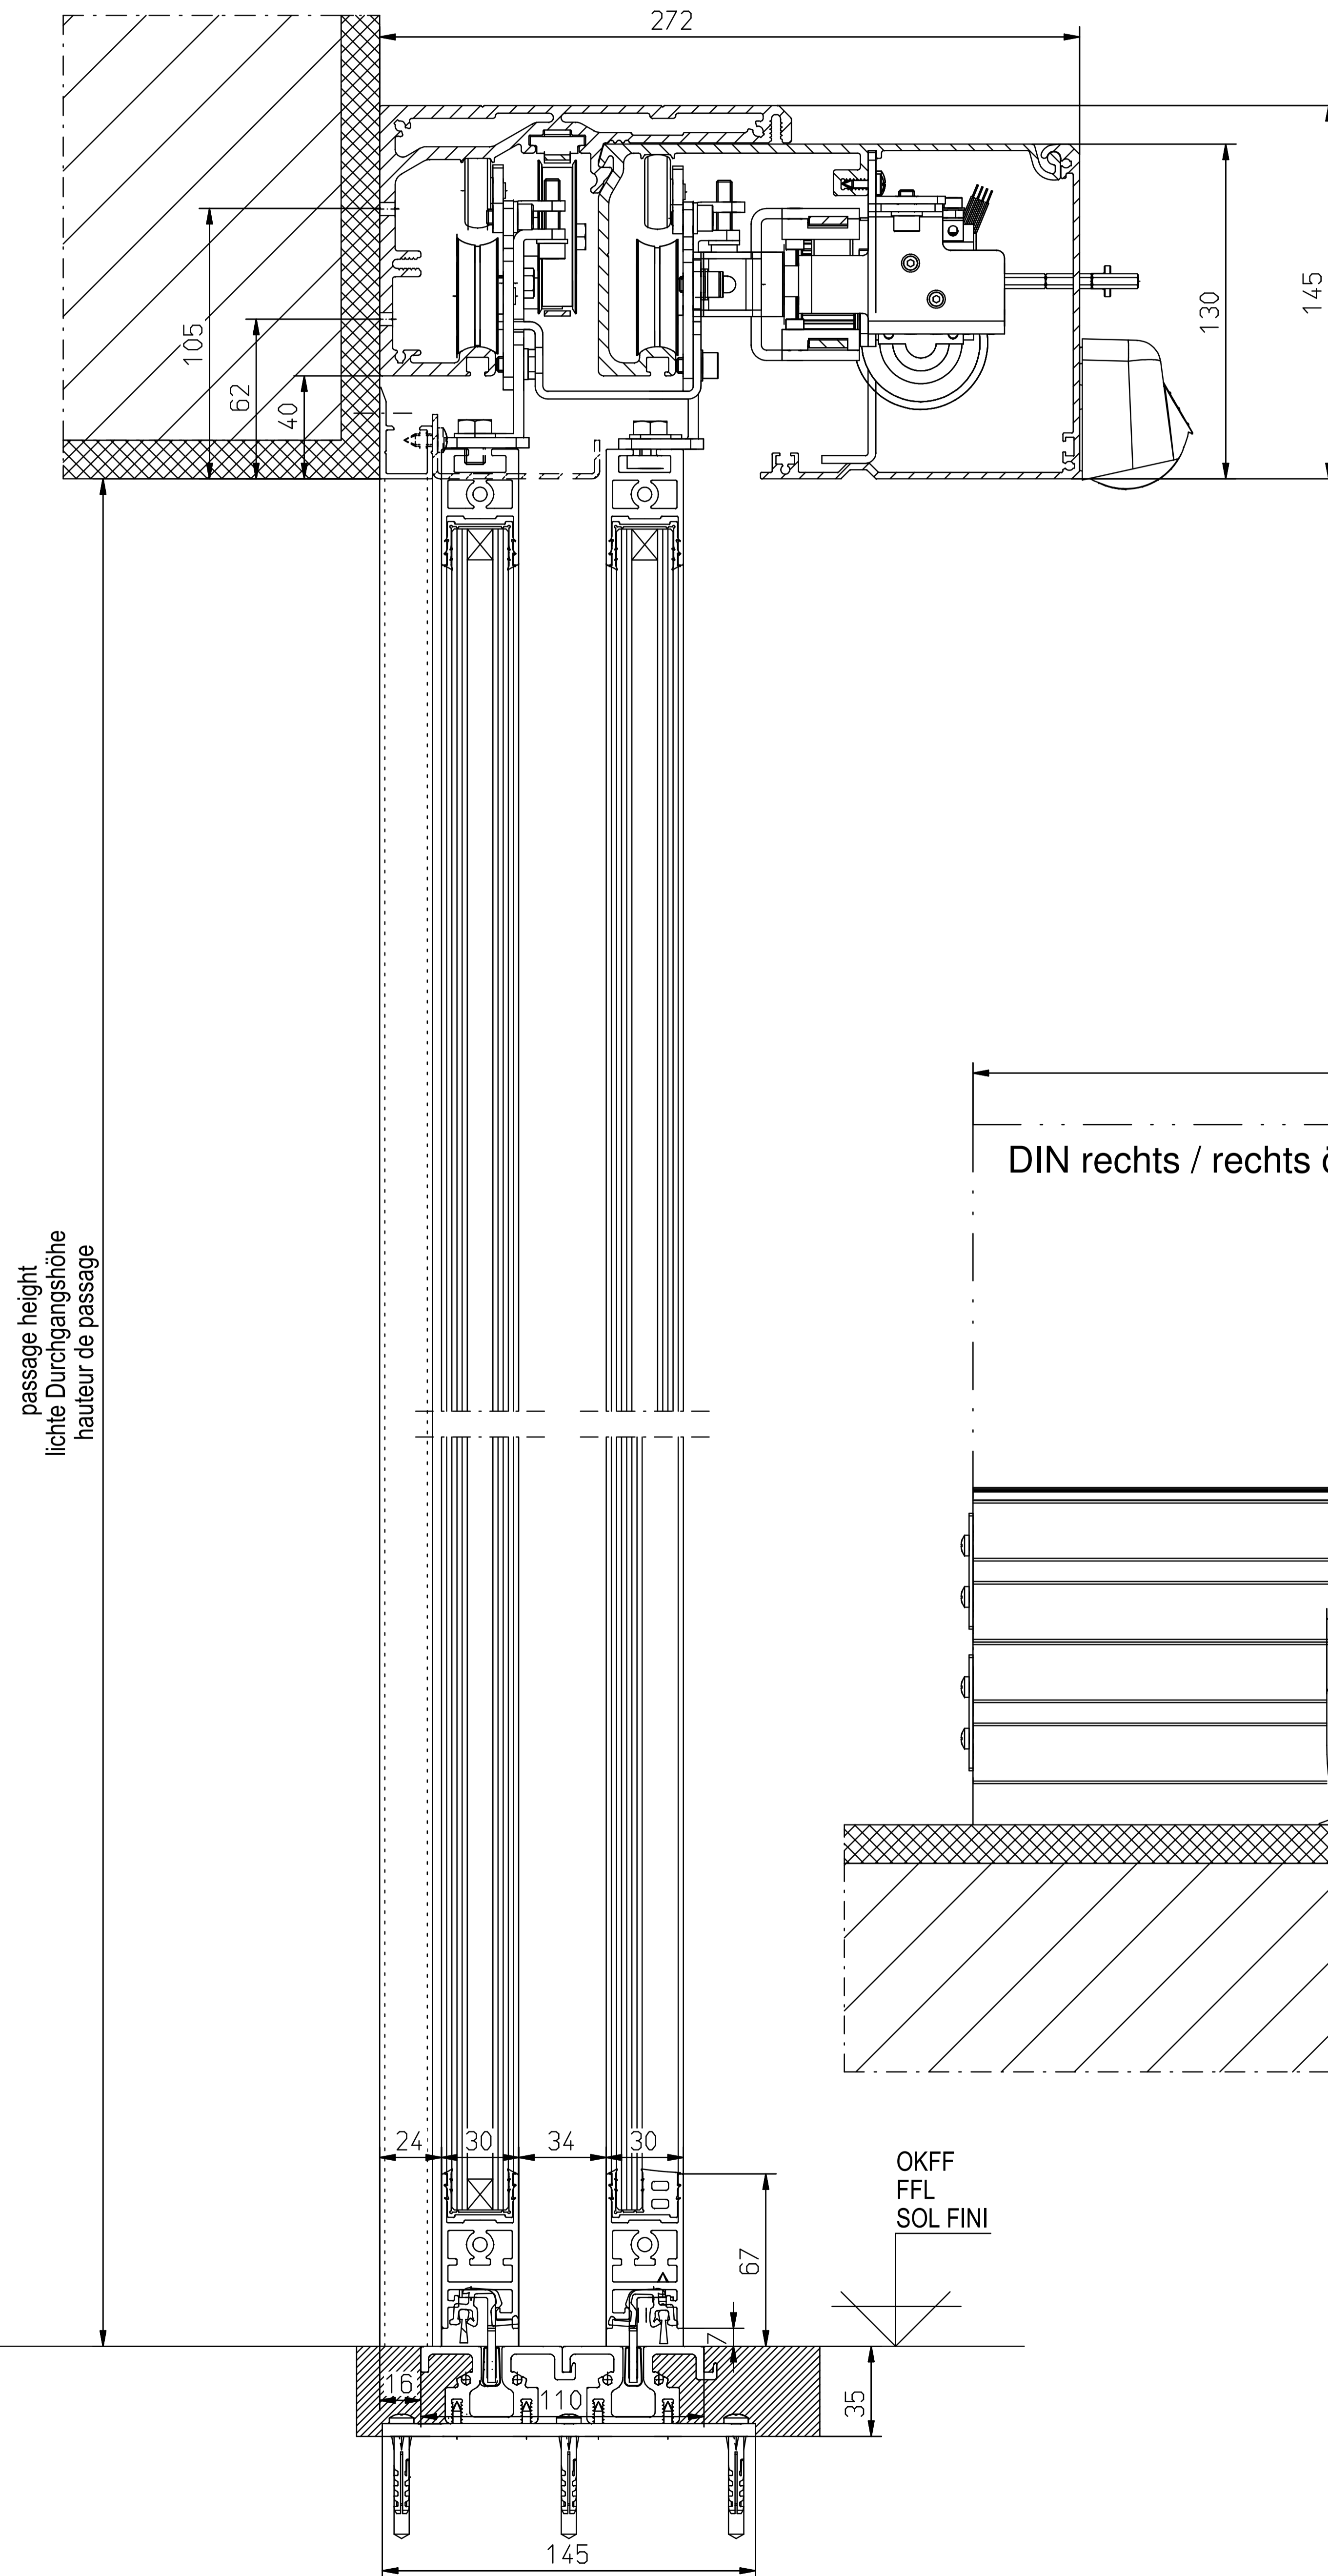 272
145
130
105
62
40
DIN rechts / rechts ö
passage height
lichte Durchgangshöhe
hauteur de passage
24
30
34
30
OKFF
FFL
SOL FINI
67
7
16
110
35
145